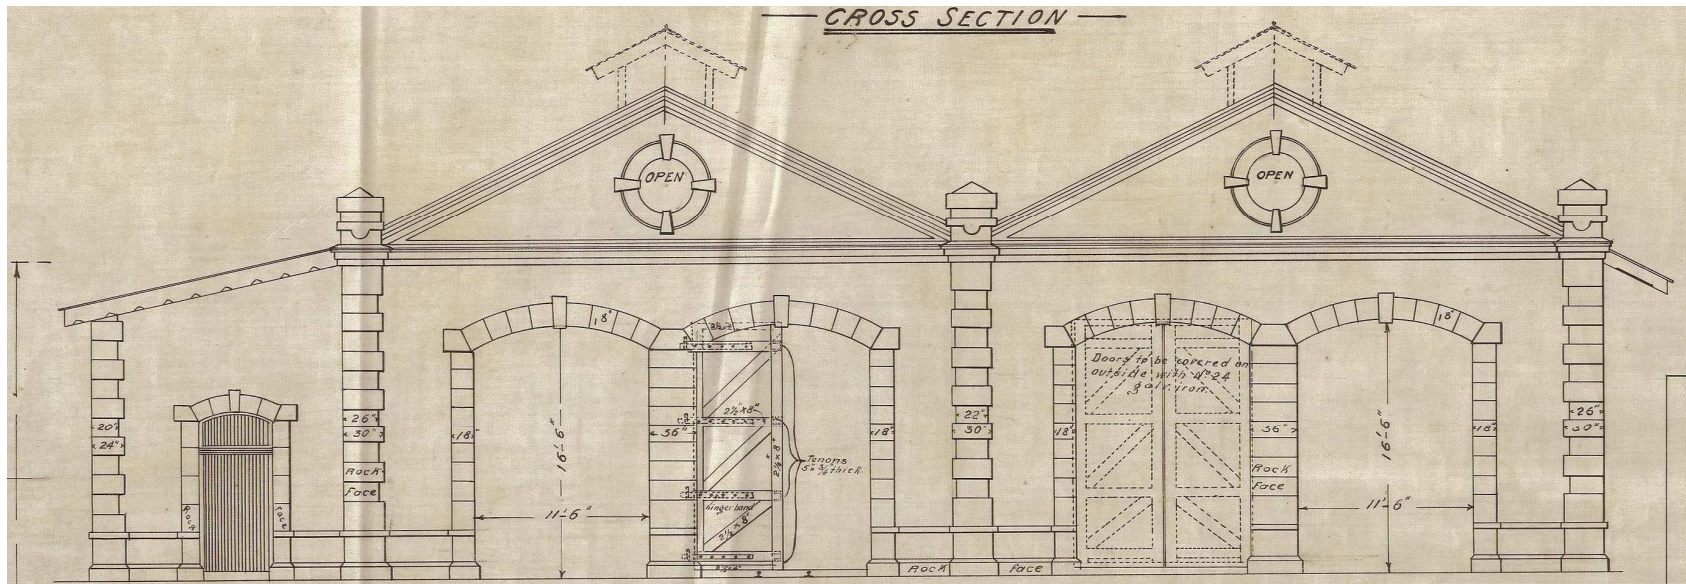 CROSS SECTION
OPEN
OPEN
18"
18"
Doors to be covered on
outside with No 24
galv. iron.
20"
24"
26"
30"
Rock
Face
18"
16'-6"
36"
2½"x8"
2½"x8"
Tenons
5"x¾" thick.
18"
22"
30"
18"
36"
Rock
Face
16'-6"
18"
26"
30"
Rock
Face
11'-6"
hinge band
2½"x8"
11'-6"
Rock Face